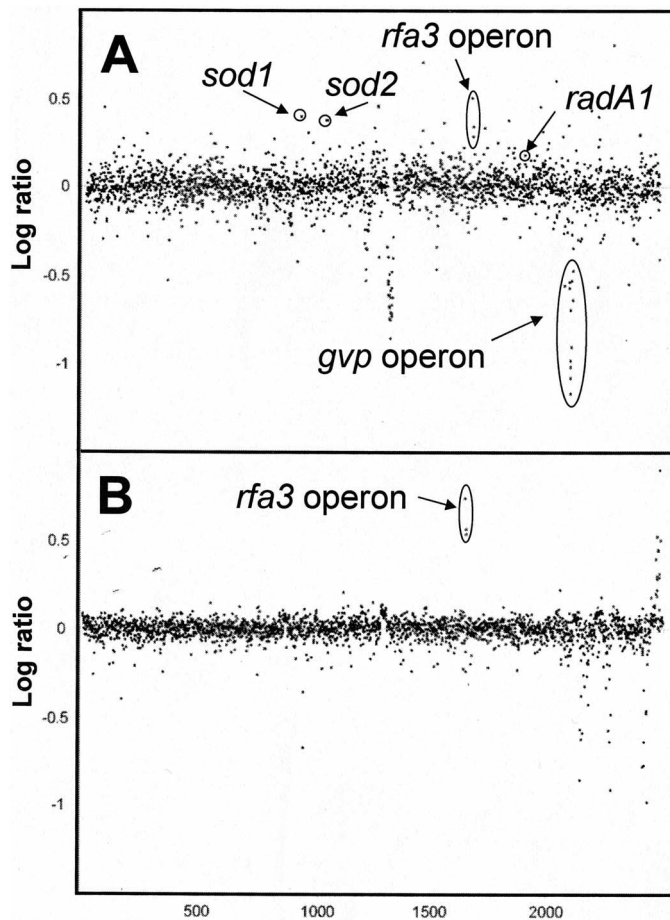 A
rfa3 operon
sod1
sod2
radA1
0.5
0
-0.5
-1
Log ratio
gvp operon
B
rfa3 operon
0.5
0
-0.5
-1
Log ratio
500
1000
1500
2000